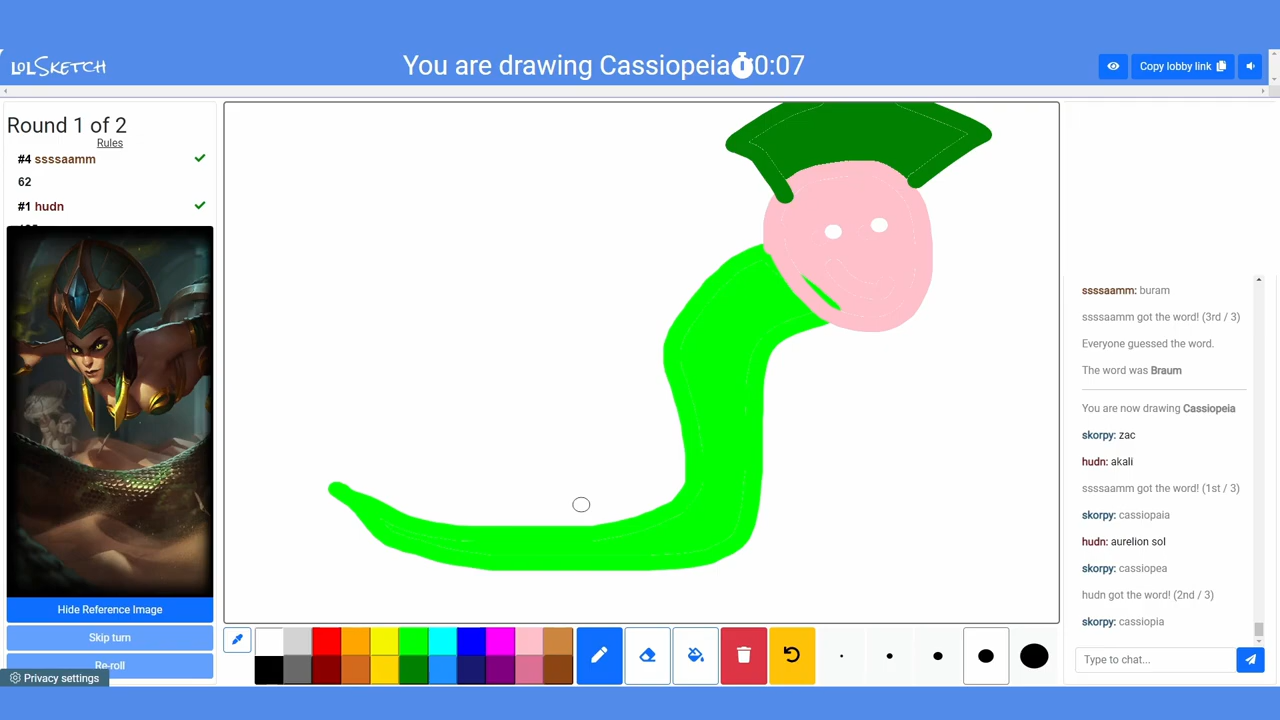 LOLSKETCH
You are drawing Cassiopeia 0:07
Copy lobby link
Round 1 of 2
Rules
#4 ssssaamm
62
#1 hudn
Hide Reference Image
Skip turn
Re-roll
Privacy settings
ssssaamm: buram
ssssaamm got the word! (3rd / 3)
Everyone guessed the word.
The word was Braum
You are now drawing Cassiopeia
skorpy: zac
hudn: akali
ssssaamm got the word! (1st / 3)
skorpy: cassiopaia
hudn: aurelion sol
skorpy: cassiopea
hudn got the word! (2nd / 3)
skorpy: cassiopia
Type to chat...